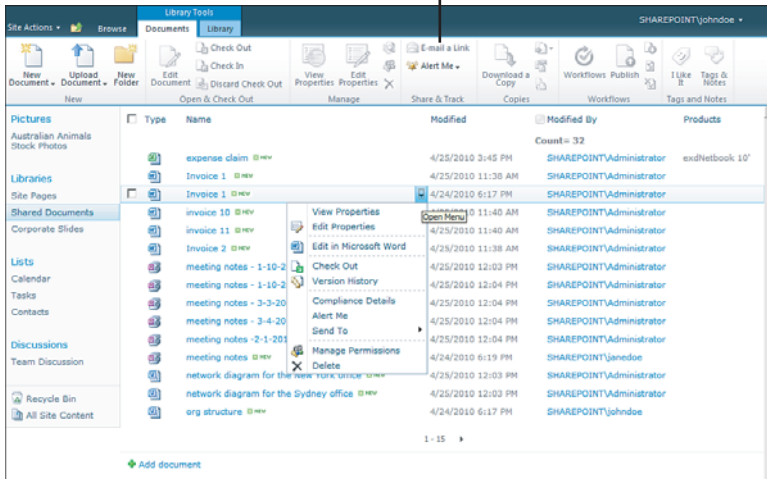 Library Tools
Site Actions Browse Documents Library SHAREPOINT\johndoe
New Document Upload Document New Folder
Edit Document
Check Out
Check In
Discard Check Out
View Properties Edit Properties
E-mail a Link
Alert Me
Download a Copy
Workflows Publish
I Like It Tags & Notes
New Open & Check Out Manage Share & Track Copies Workflows Tags and Notes
Pictures
Australian Animals
Stock Photos
Libraries
Site Pages
Shared Documents
Corporate Slides
Lists
Calendar
Tasks
Contacts
Discussions
Team Discussion
Recycle Bin
All Site Content
Type Name Modified Modified By Products
Count= 32
expense claim NEW 4/25/2010 3:45 PM SHAREPOINT\Administrator exdNetbook 10'
Invoice 1 NEW 4/25/2010 11:38 AM SHAREPOINT\Administrator
Invoice 1 NEW 4/24/2010 6:17 PM SHAREPOINT\Administrator
invoice 10 NEW 11:40 AM SHAREPOINT\Administrator
Open Menu
invoice 11 NEW 4/25/2010 11:40 AM SHAREPOINT\Administrator
Invoice 2 NEW 4/25/2010 11:38 AM SHAREPOINT\Administrator
meeting notes - 1-10-2 4/25/2010 12:03 PM SHAREPOINT\Administrator
meeting notes - 1-10-2 4/25/2010 12:04 PM SHAREPOINT\Administrator
meeting notes - 3-3-20 4/25/2010 12:04 PM SHAREPOINT\Administrator
meeting notes - 3-4-20 4/25/2010 12:04 PM SHAREPOINT\Administrator
meeting notes -2-1-201 4/25/2010 12:04 PM SHAREPOINT\Administrator
meeting notes NEW 4/24/2010 6:19 PM SHAREPOINT\janedoe
network diagram for the New York office NEW 4/25/2010 12:03 PM SHAREPOINT\Administrator
network diagram for the Sydney office NEW 4/25/2010 12:03 PM SHAREPOINT\Administrator
org structure NEW 4/24/2010 6:17 PM SHAREPOINT\johndoe
View Properties
Edit Properties
Edit in Microsoft Word
Check Out
Version History
Compliance Details
Alert Me
Send To
Manage Permissions
Delete
1 - 15
Add document